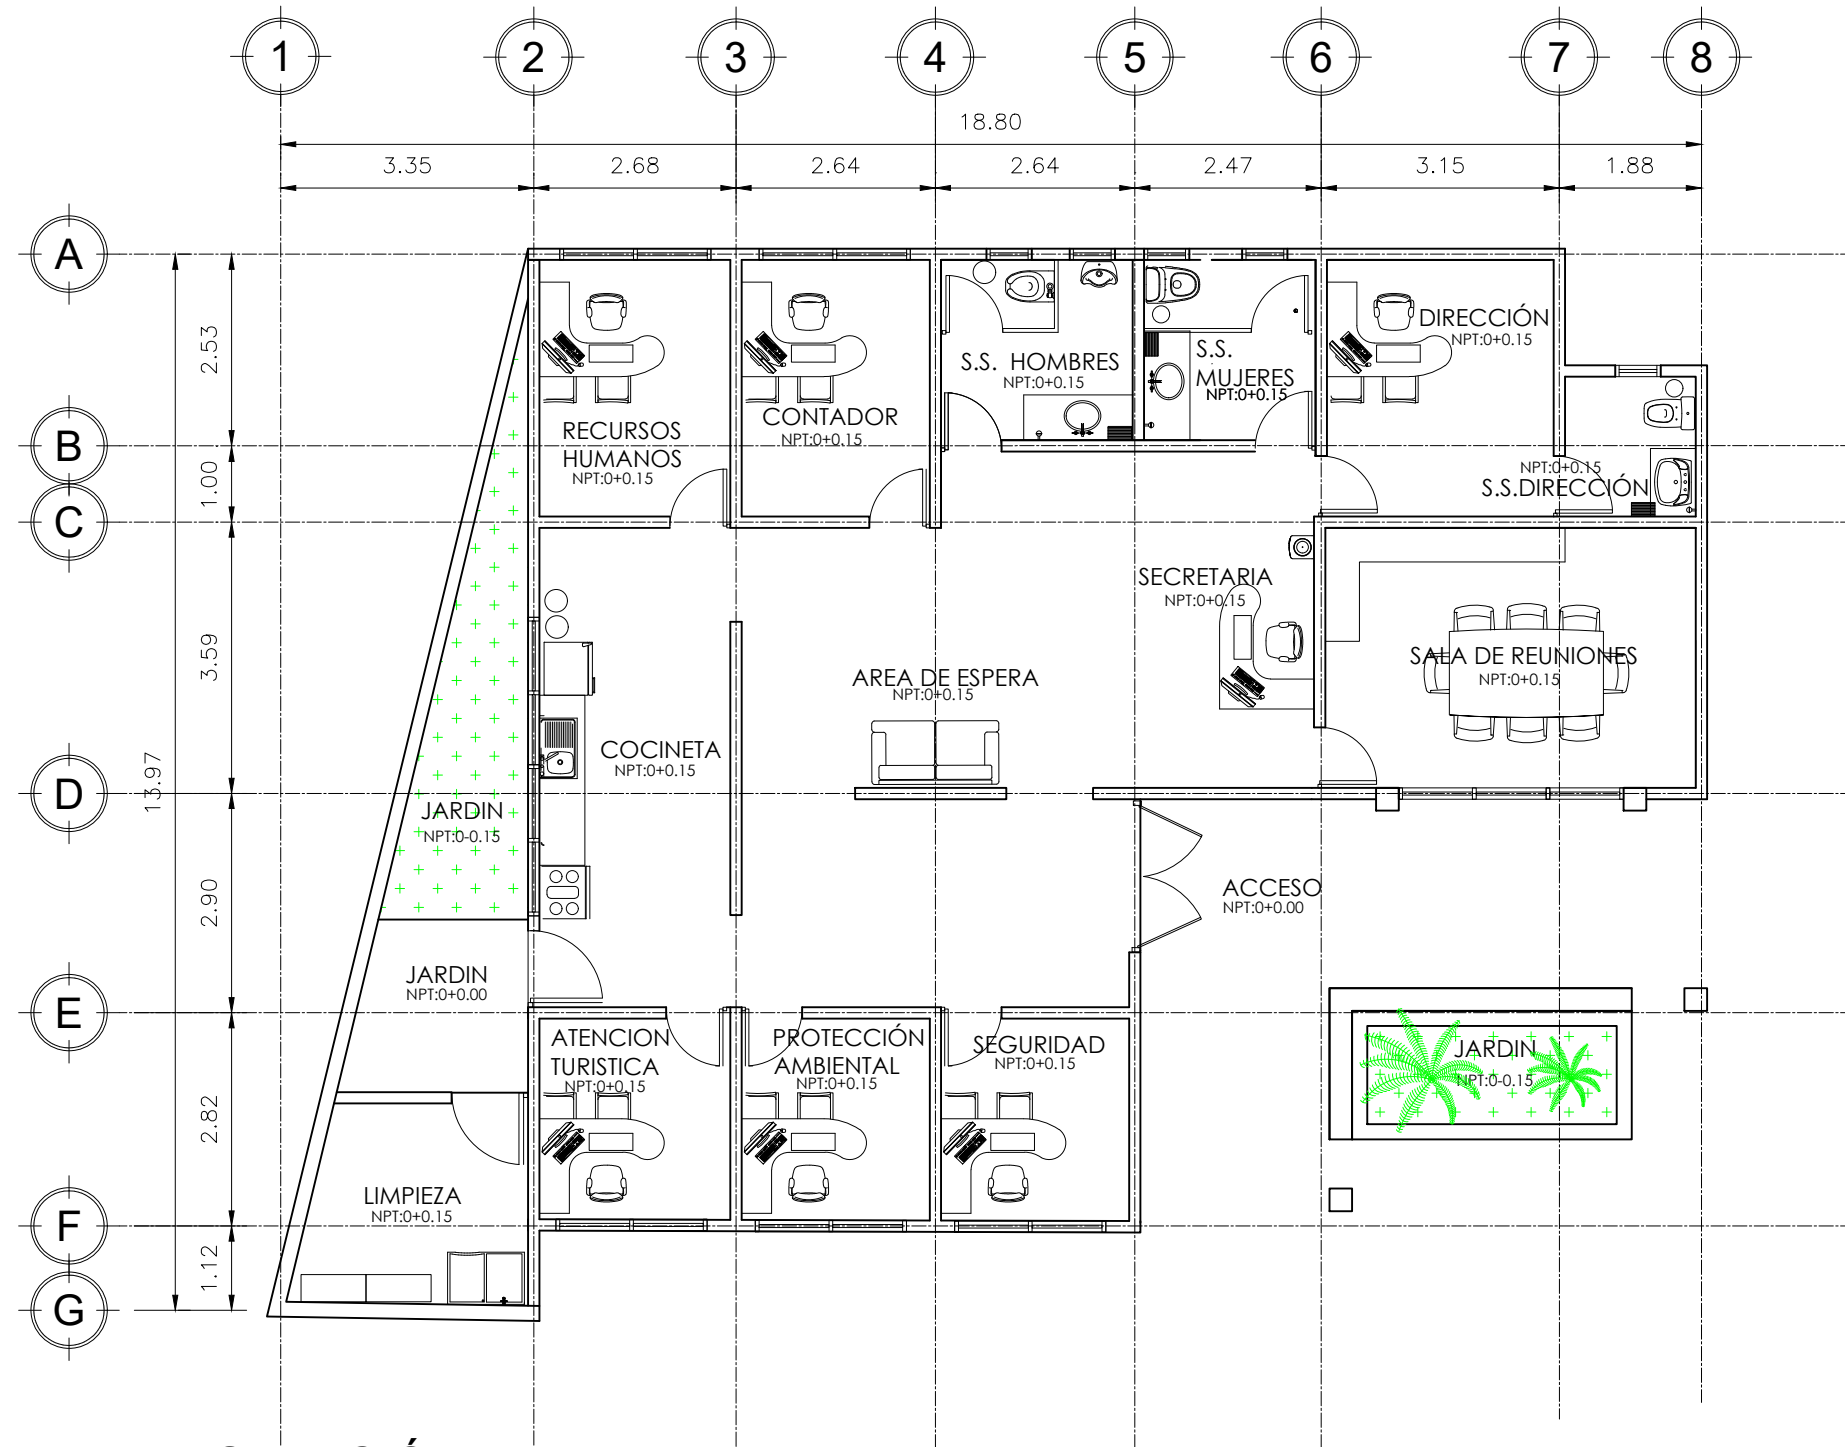 1 2 3 4 5 6 7 8
18.80
3.35 2.68 2.64 2.64 2.47 3.15 1.88
A
B
C
D
E
F
G
2.53
1.00
3.59
13.97
2.90
2.82
1.12
RECURSOS
HUMANOS
NPT:0+0.15
CONTADOR
NPT:0+0.15
S.S. HOMBRES
NPT:0+0.15
S.S.
MUJERES
NPT:0+0.15
DIRECCIÓN
NPT:0+0.15
NPT:0+0.15
S.S.DIRECCIÓN
SECRETARIA
NPT:0+0.15
SALA DE REUNIONES
NPT:0+0.15
AREA DE ESPERA
NPT:0+0.15
COCINETA
NPT:0+0.15
JARDIN
NPT:0-0.15
ACCESO
NPT:0+0.00
JARDIN
NPT:0+0.00
ATENCION
TURISTICA
NPT:0+0.15
PROTECCIÓN
AMBIENTAL
NPT:0+0.15
SEGURIDAD
NPT:0+0.15
JARDIN
NPT:0-0.15
LIMPIEZA
NPT:0+0.15